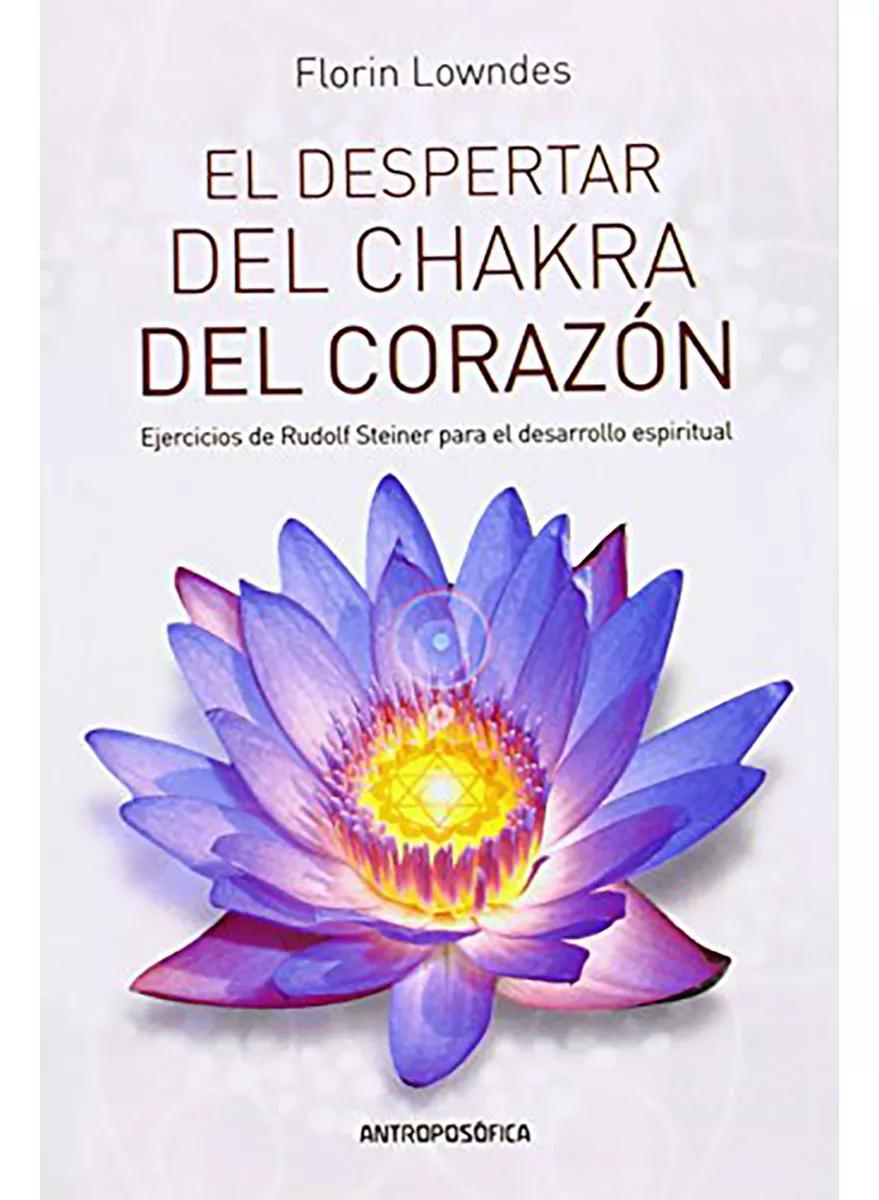 Florin Lowndes
EL DESPERTAR
DEL CHAKRA
DEL CORAZÓN
Ejercicios de Rudolf Steiner para el desarrollo espiritual
ANTROPOSÓFICA